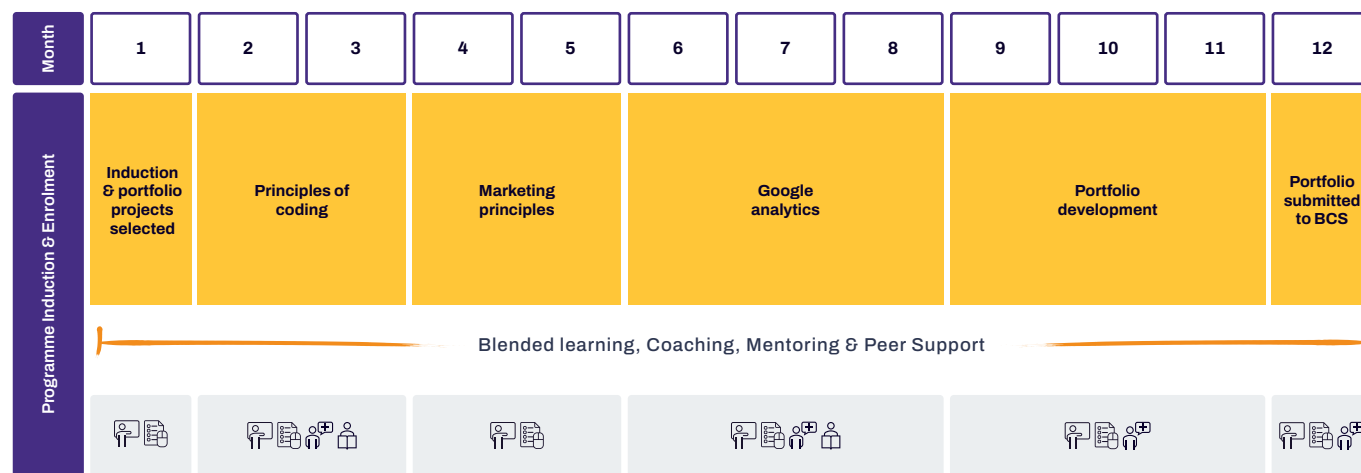 Month
1
2
3
4
5
6
7
8
9
10
11
12
Programme Induction & Enrolment
Induction
& portfolio
projects
selected
Principles of
coding
Marketing
principles
Google
analytics
Portfolio
development
Portfolio
submitted
to BCS
Blended learning, Coaching, Mentoring & Peer Support